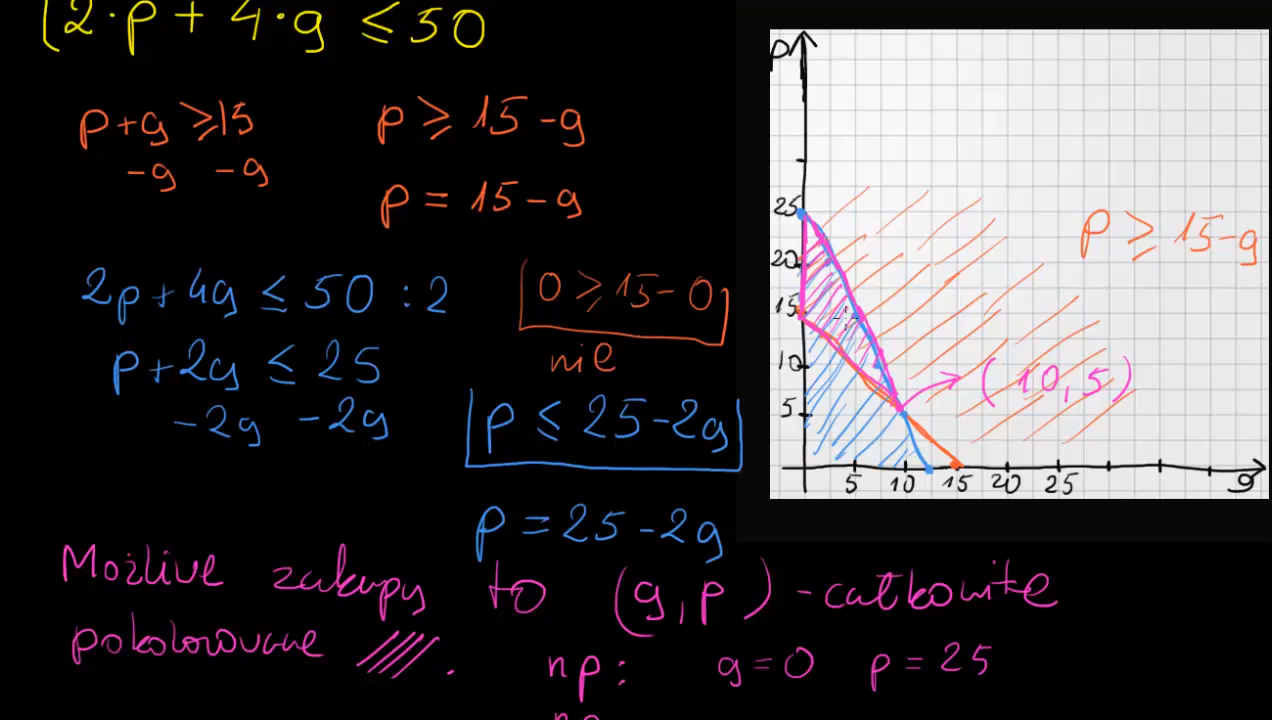 2·p + 4·g ≤ 50
p+g ≥ 15
-g -g
p ≥ 15 - g
p = 15 - g
2p + 4g ≤ 50 : 2
p + 2g ≤ 25
-2g -2g
0 ≥ 15 - 0
nie
p ≤ 25 - 2g
p = 25 - 2g
p
25
20
15
10
5
5 10 15 20 25
g
p ≥ 15 - g
(10, 5)
Możliwe zakupy to (g, p) - całkowite
pokolorowane .
np: g = 0 p = 25